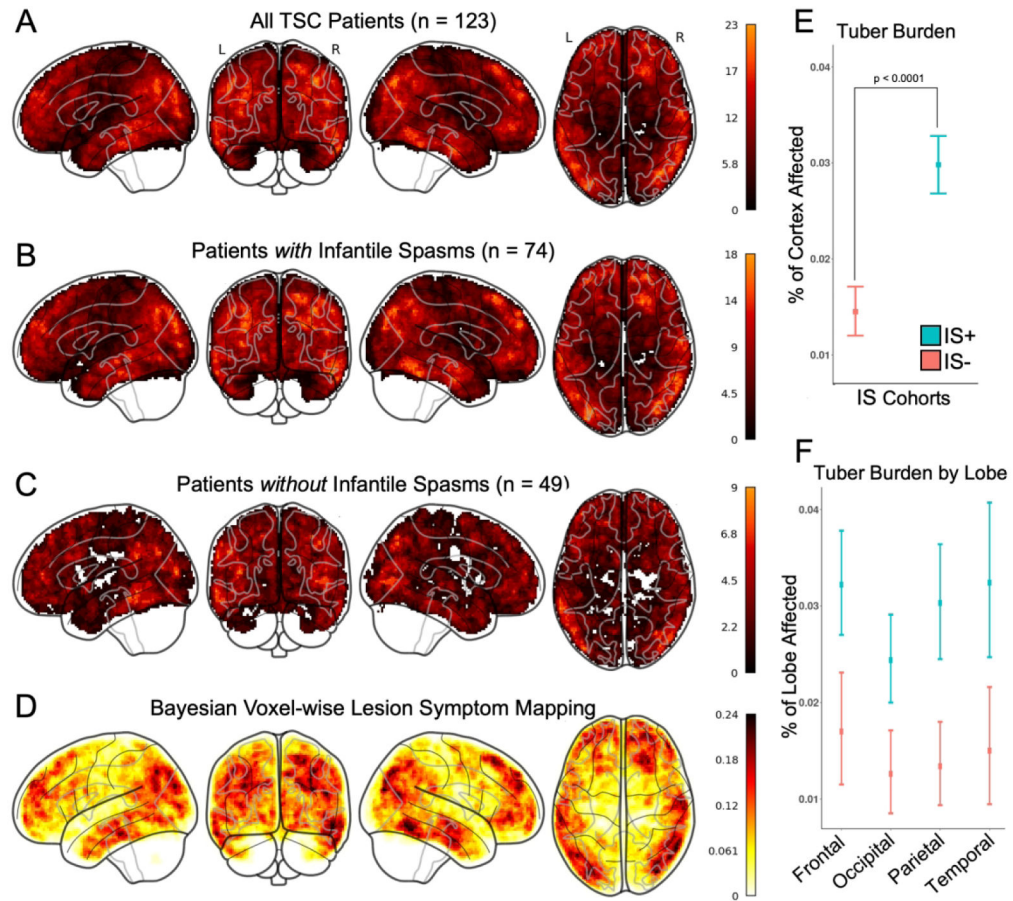 A
All TSC Patients (n = 123)
L
R
L
R
23
17
12
5.8
0
B
Patients with Infantile Spasms (n = 74)
18
14
9
4.5
0
C
Patients without Infantile Spasms (n = 49)
9
6.8
4.5
2.2
0
D
Bayesian Voxel-wise Lesion Symptom Mapping
0.24
0.18
0.12
0.061
0
E
Tuber Burden
p < 0.0001
% of Cortex Affected
0.04
0.03
0.02
0.01
IS+
IS-
IS Cohorts
F
Tuber Burden by Lobe
% of Lobe Affected
0.04
0.03
0.02
0.01
Frontal
Occipital
Parietal
Temporal